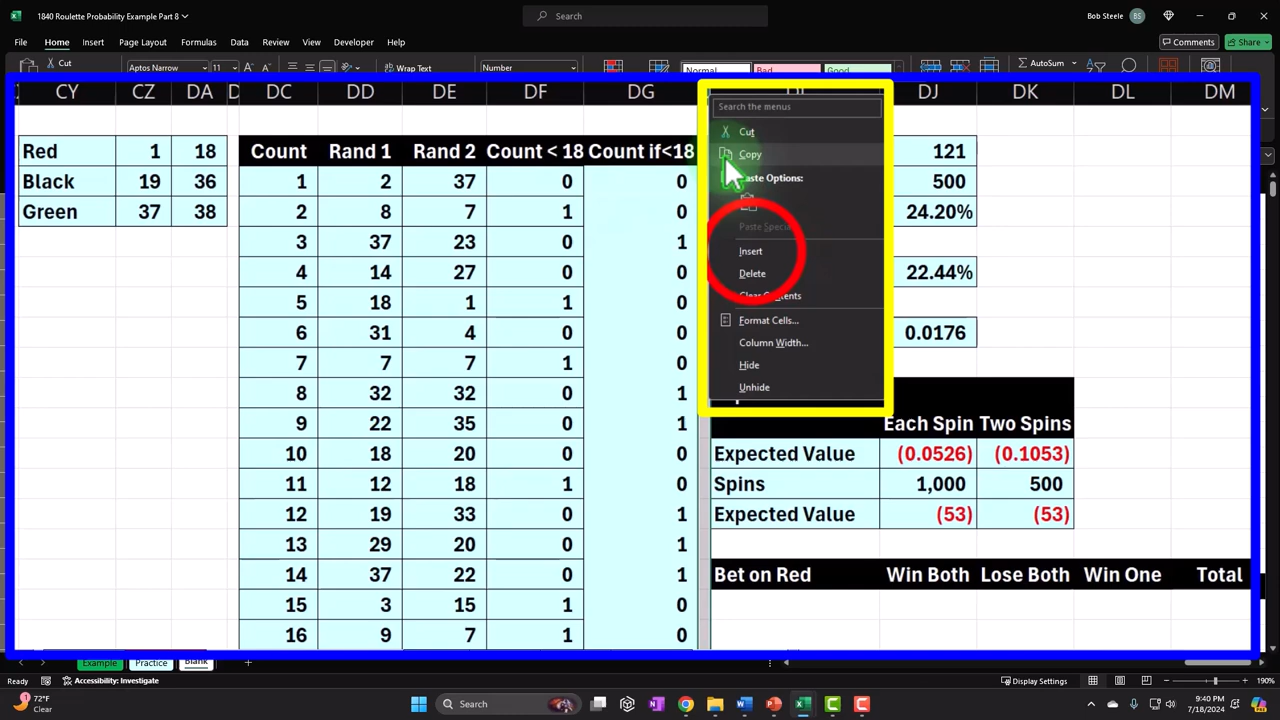 1840 Roulette Probability Example Part 8
Search
Bob Steele BS
File Home Insert Page Layout Formulas Data Review View Developer Help
Comments Share
Cut Aptos Narrow 11 Wrap Text Number Normal Bad Good AutoSum
CY CZ DA D DC DD DE DF DG DJ DK DL DM
Search the menus
Cut
Copy
Paste Options:
Insert
Delete
Format Cells...
Column Width...
Hide
Unhide
Red 1 18 Count Rand 1 Rand 2 Count < 18 Count if<18 121
Black 19 36 1 2 37 0 0 500
Green 37 38 2 8 7 1 0 24.20%
3 37 23 0 1
4 14 27 0 0 22.44%
5 18 1 1 0
6 31 4 0 0 0.0176
7 7 7 1 0
8 32 32 0 1
9 22 35 0 1 Each Spin Two Spins
10 18 20 0 0 Expected Value (0.0526) (0.1053)
11 12 18 1 0 Spins 1,000 500
12 19 33 0 1 Expected Value (53) (53)
13 29 20 0 1
14 37 22 0 1 Bet on Red Win Both Lose Both Win One Total
15 3 15 1 0
16 9 7 1 0
Example Practice Blank
Ready Accessibility: Investigate Display Settings 190%
72°F
Clear
Search
9:40 PM
7/18/2024